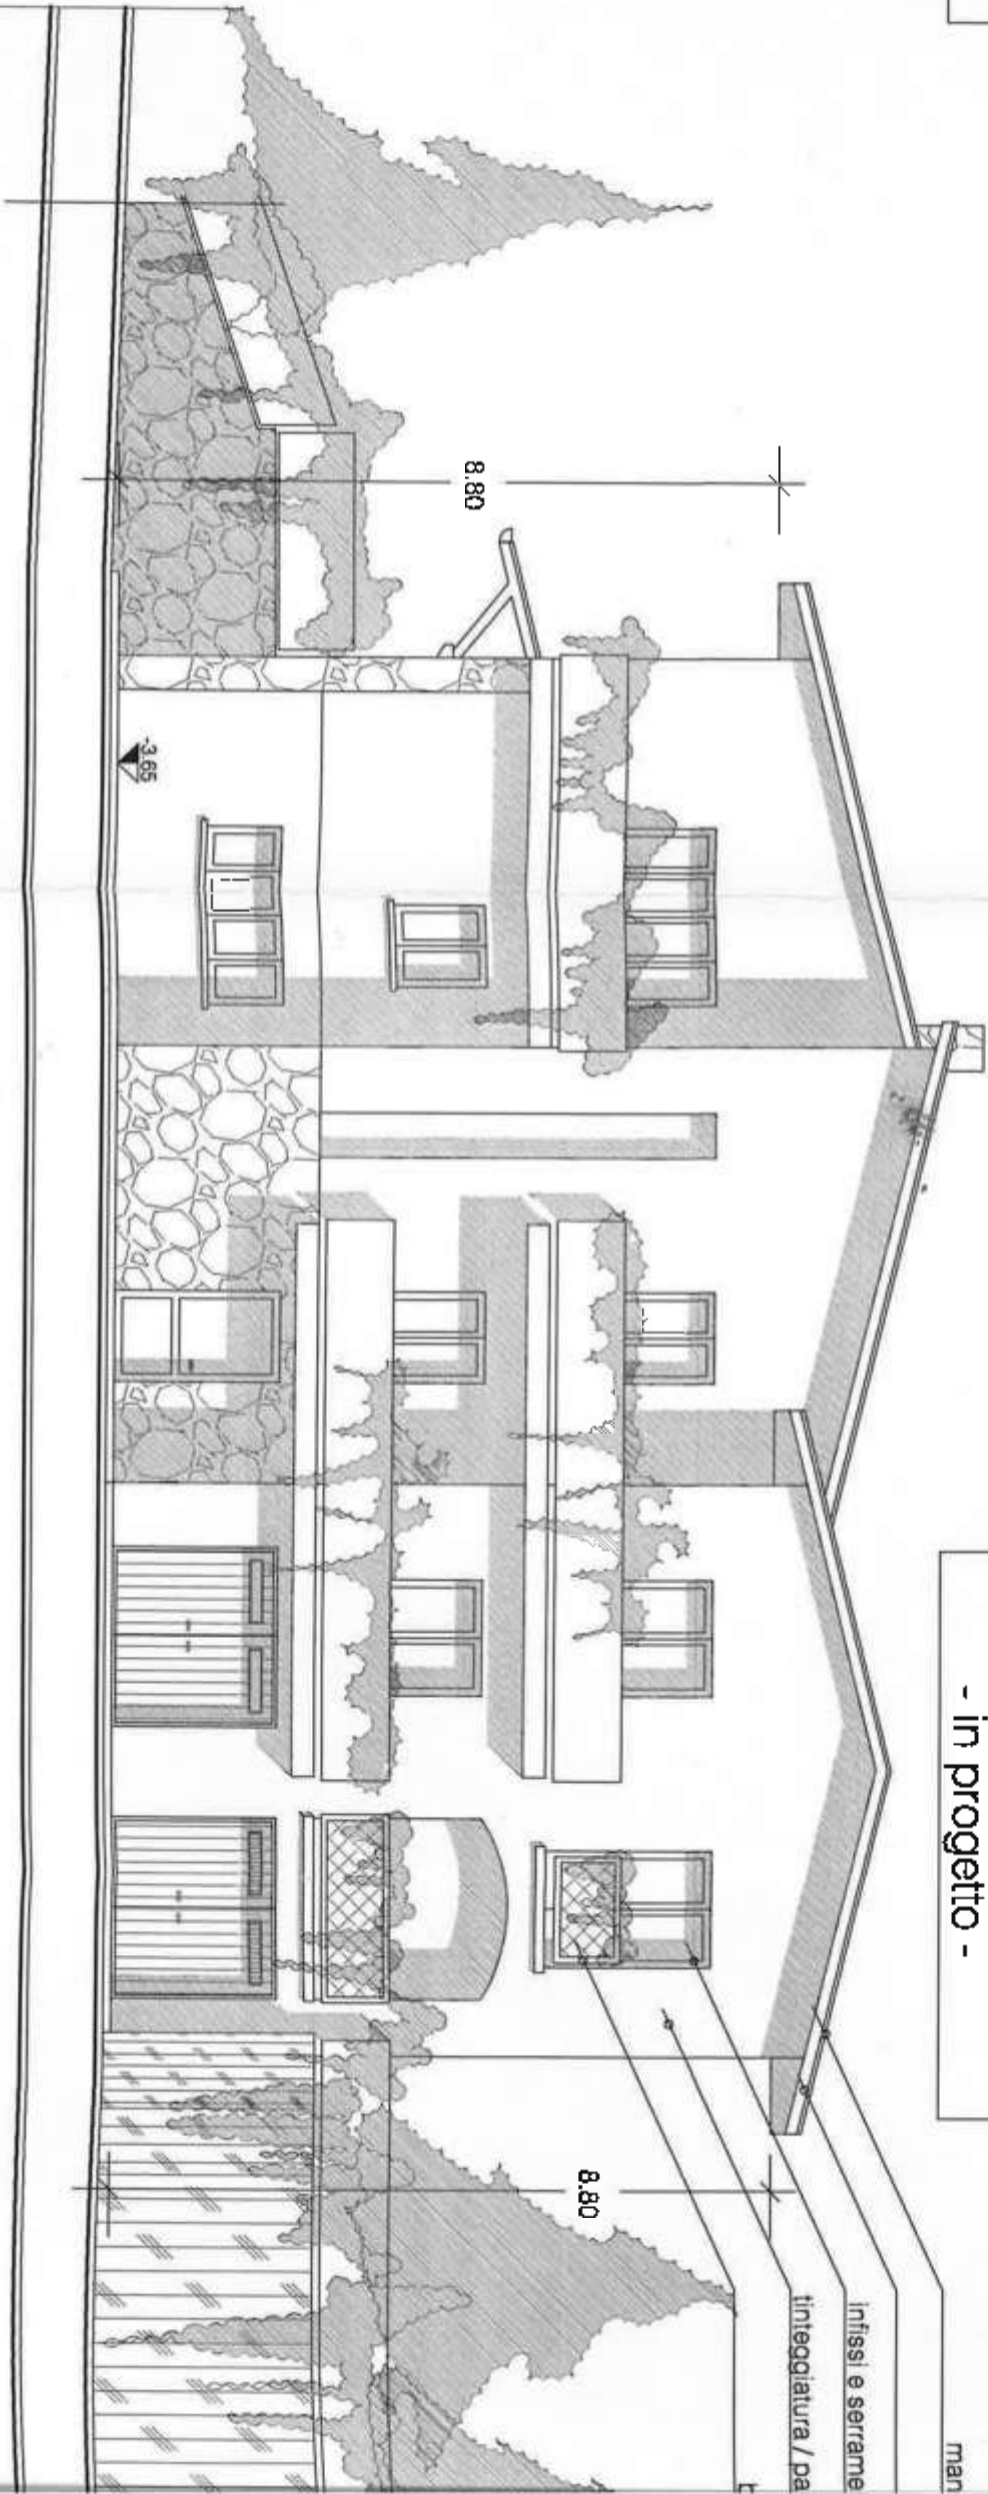 - in progetto -
man
infissi e serrame
tinteggiatura / pa
8.80
8.80
-3.65